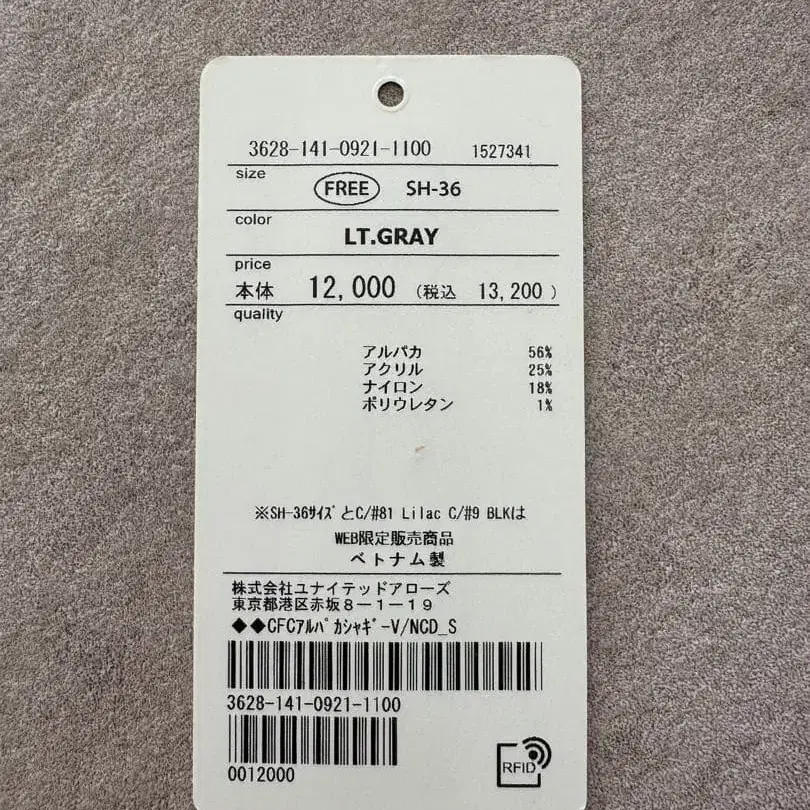 3628-141-0921-1100 1527341
size
FREE SH-36
color
LT.GRAY
price
本体 12,000 (税込 13,200 )
quality
アルパカ 56%
アクリル 25%
ナイロン 18%
ポリウレタン 1%
※SH-36ｻｲｽﾞとC/#81 Lilac C/#9 BLKは
WEB限定販売商品
ベトナム製
株式会社ユナイテッドアローズ
東京都港区赤坂８－１－１９
◆◆CFCｱﾙﾊﾟｶｼｬｷﾞｰV/NCD_S
3628-141-0921-1100
0012000
RFID